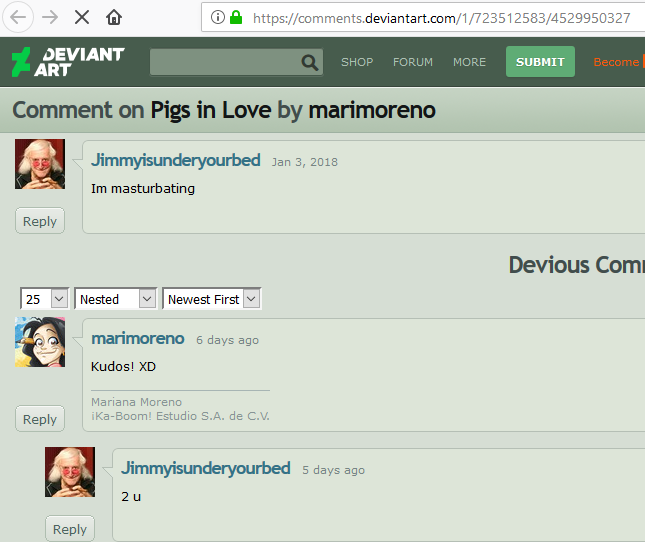 https://comments.deviantart.com/1/723512583/4529950327
DEVIANT
ART
SHOP
FORUM
MORE
SUBMIT
Become
Comment on Pigs in Love by marimoreno
Jimmyisunderyourbed Jan 3, 2018
Im masturbating
Reply
Devious Com
25
Nested
Newest First
marimoreno 6 days ago
Kudos! XD
Mariana Moreno
¡Ka-Boom! Estudio S.A. de C.V.
Reply
Jimmyisunderyourbed 5 days ago
2 u
Reply